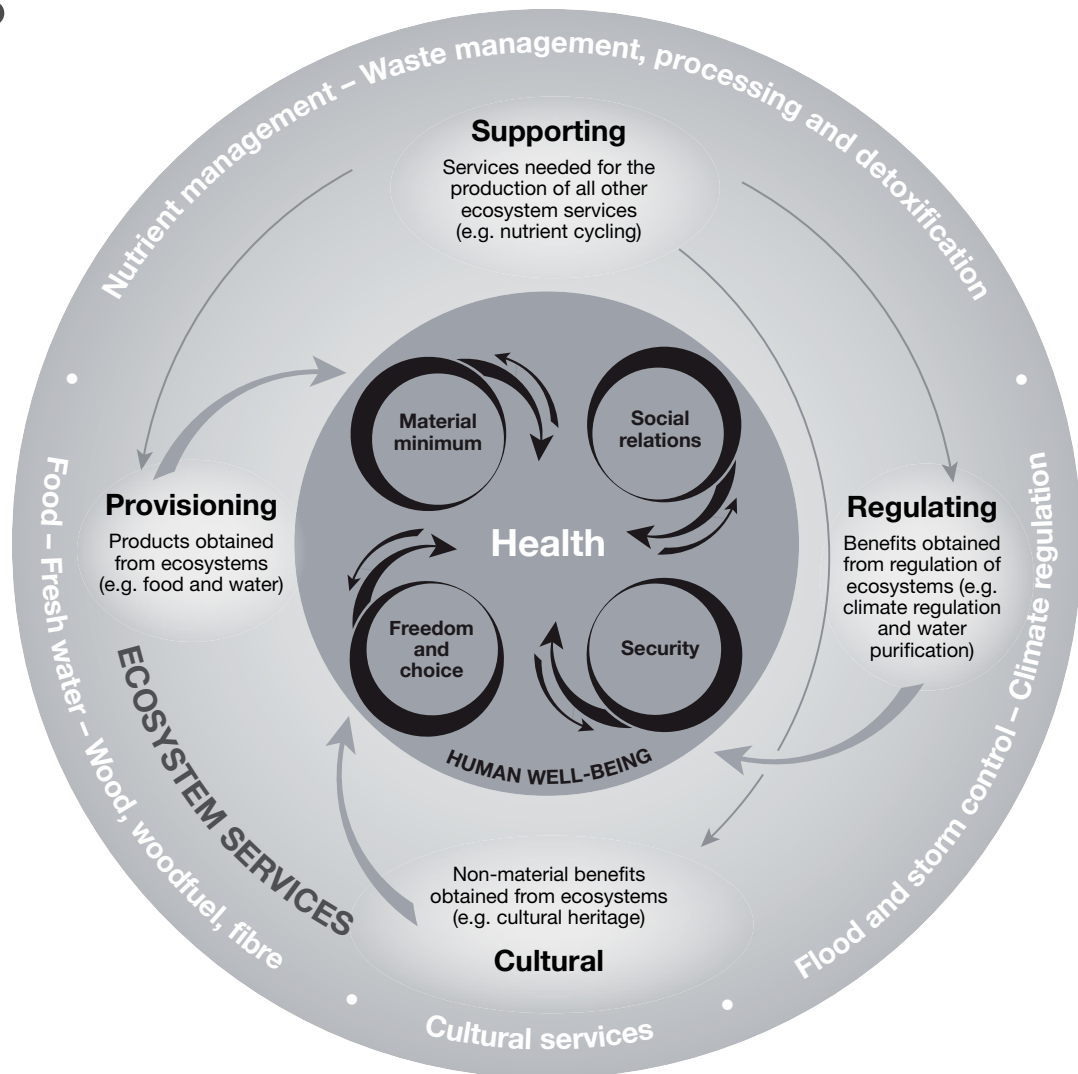 Nutrient management – Waste management, processing and detoxification
Supporting
Services needed for the
production of all other
ecosystem services
(e.g. nutrient cycling)
Material
minimum
Social
relations
Provisioning
Products obtained
from ecosystems
(e.g. food and water)
Health
Regulating
Benefits obtained
from regulation of
ecosystems (e.g.
climate regulation
and water
purification)
Freedom
and
choice
Security
HUMAN WELL-BEING
ECOSYSTEM SERVICES
Food – Fresh water – Wood, woodfuel, fibre
Flood and storm control – Climate regulation
Non-material benefits
obtained from ecosystems
(e.g. cultural heritage)
Cultural
Cultural services